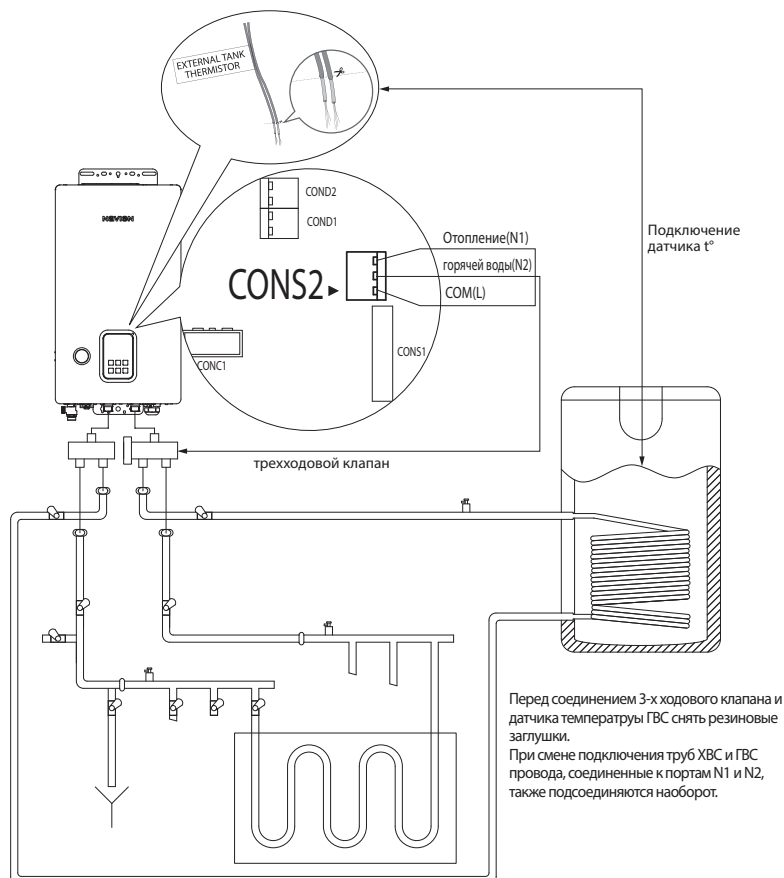 EXTERNAL TANK
THERMISTOR
NEVIEN
COND2
COND1
Отопление(N1)
горячей воды(N2)
COM(L)
CONS2
CONS1
CONC1
Подключение
датчика t°
трехходовой клапан
Перед соединением 3-х ходового клапана и
датчика температруы ГВС снять резиновые
заглушки.
При смене подключения труб ХВС и ГВС
провода, соединенные к портам N1 и N2,
также подсоединяются наоборот.